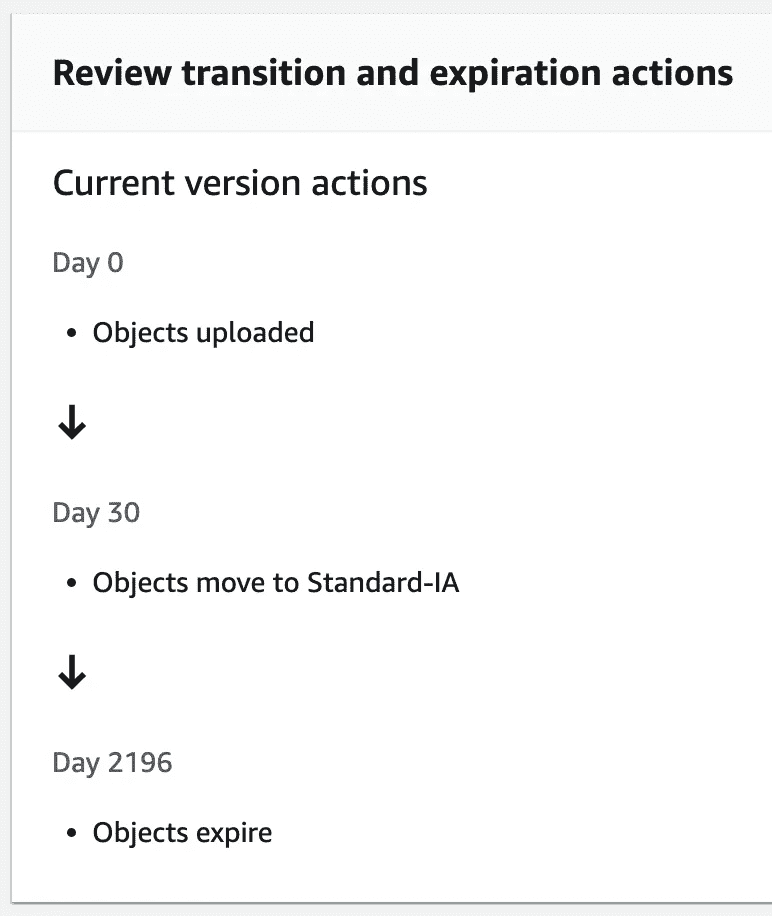 Review transition and expiration actions
Current version actions
Day 0
• Objects uploaded
↓
Day 30
• Objects move to Standard-IA
↓
Day 2196
• Objects expire